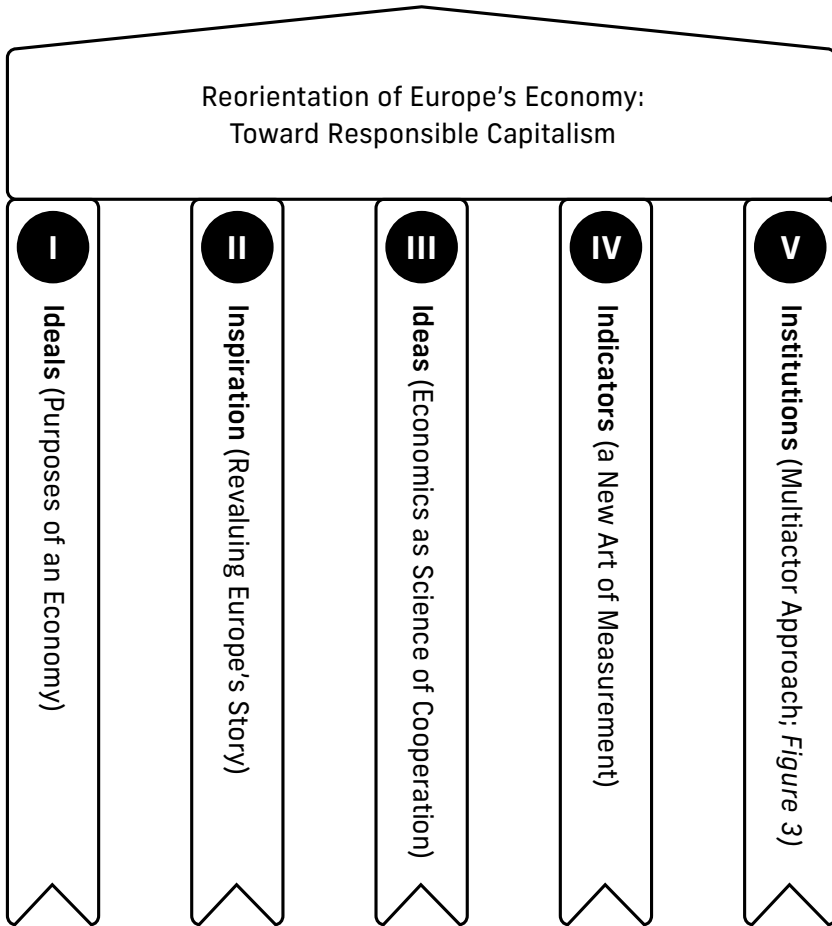 Reorientation of Europe's Economy:
Toward Responsible Capitalism
I
Ideals (Purposes of an Economy)
II
Inspiration (Revaluing Europe's Story)
III
Ideas (Economics as Science of Cooperation)
IV
Indicators (a New Art of Measurement)
V
Institutions (Multiactor Approach; Figure 3)